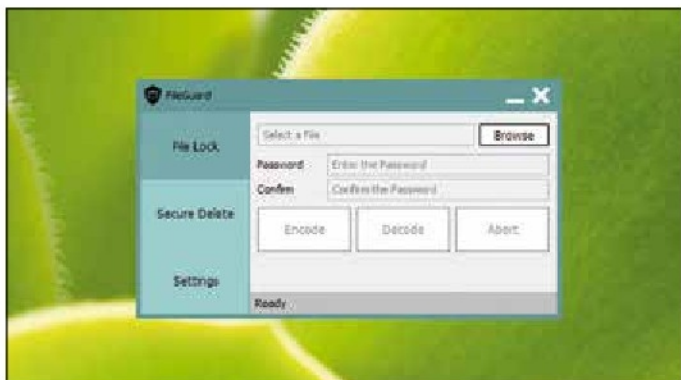 FileGuard
File Lock
Secure Delete
Settings
Select a File
Browse
Password
Enter the Password
Confirm
Confirm the Password
Encode
Decode
Abort
Ready